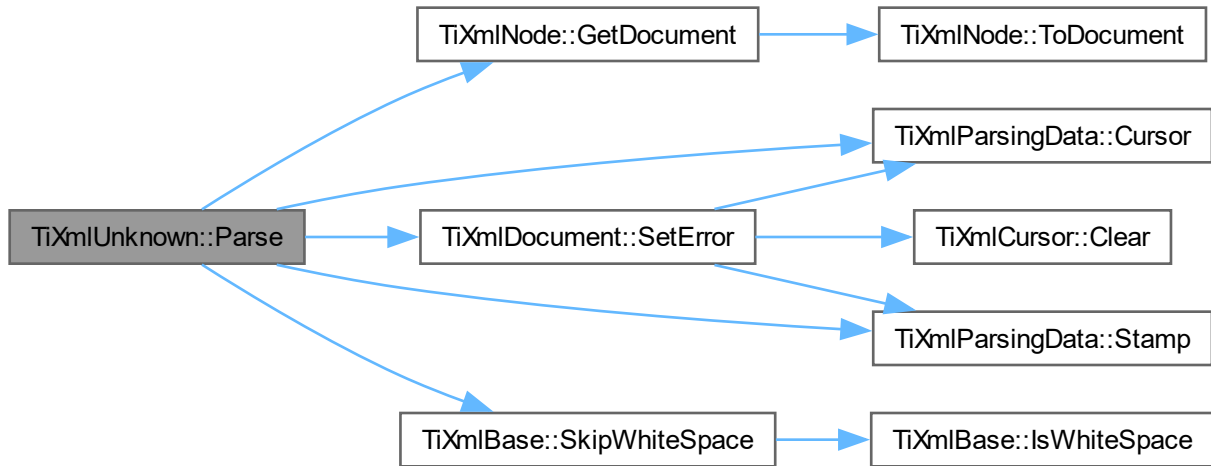 TiXmlNode::GetDocument
TiXmlNode::ToDocument
TiXmlParsingData::Cursor
TiXmlUnknown::Parse
TiXmlDocument::SetError
TiXmlCursor::Clear
TiXmlParsingData::Stamp
TiXmlBase::SkipWhiteSpace
TiXmlBase::IsWhiteSpace